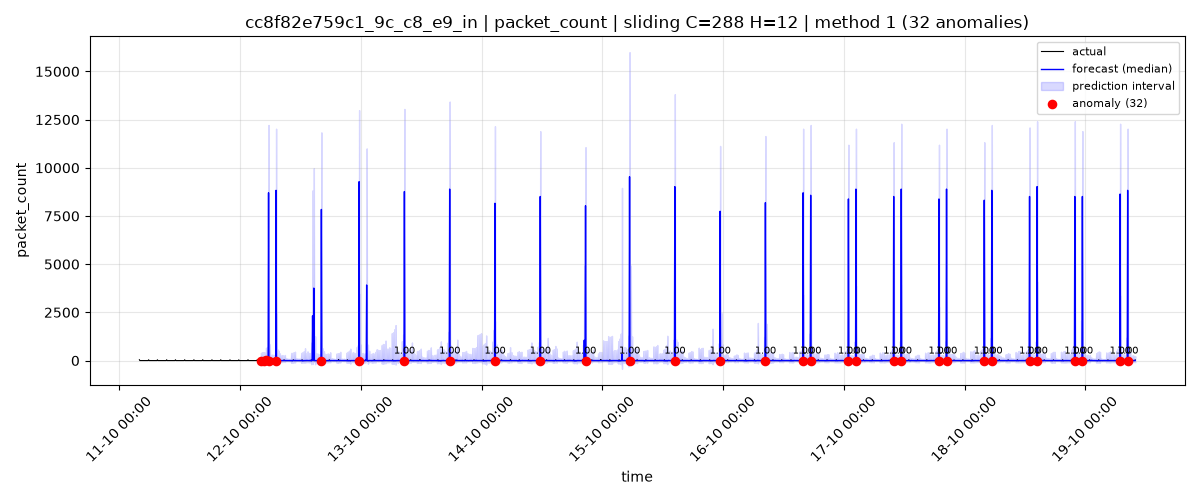 cc8f82e759c1_9c_c8_e9_in | packet_count | sliding C=288 H=12 | method 1 (32 anomalies)
actual
forecast (median)
prediction interval
anomaly (32)
packet_count
15000
12500
10000
7500
5000
2500
0
1.00 1.00 1.00 1.00 1.00 1.00 1.00 1.00 1.00
11-10 00:00 12-10 00:00 13-10 00:00 14-10 00:00 15-10 00:00 16-10 00:00 17-10 00:00 18-10 00:00 19-10 00:00
time